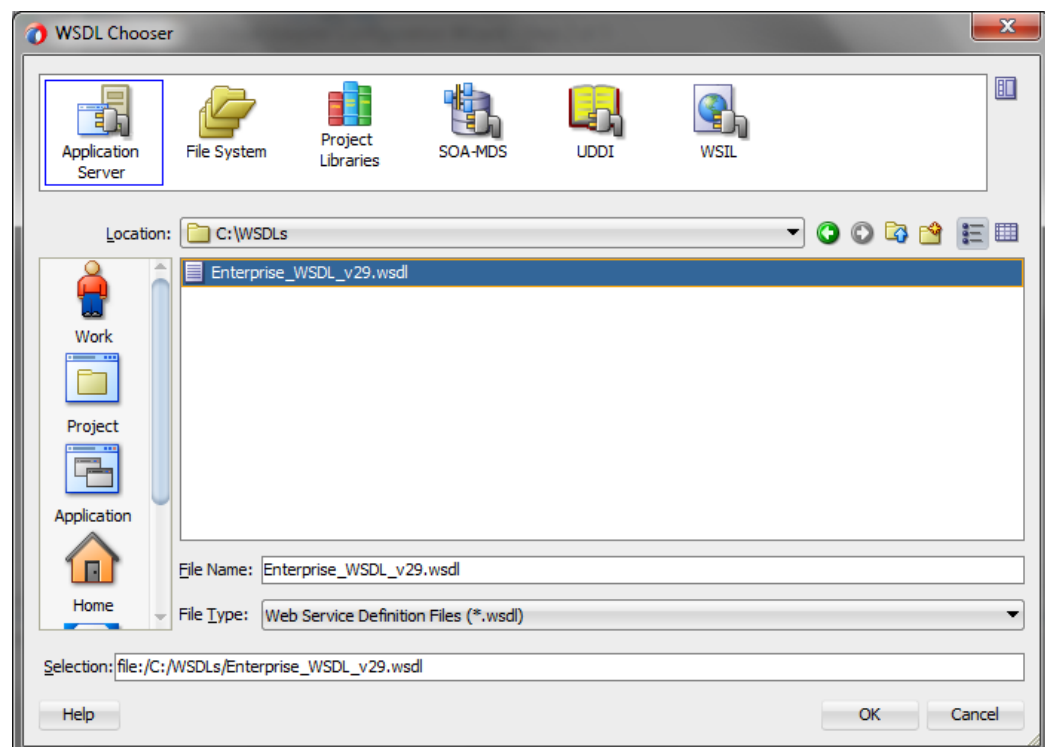 WSDL Chooser
Application
Server
File System
Project
Libraries
SOA-MDS
UDDI
WSIL
Location:
C:\WSDLs
Enterprise_WSDL_v29.wsdl
Work
Project
Application
Home
File Name:
Enterprise_WSDL_v29.wsdl
File Type:
Web Service Definition Files (*.wsdl)
Selection:
file:/C:/WSDLs/Enterprise_WSDL_v29.wsdl
Help
OK
Cancel